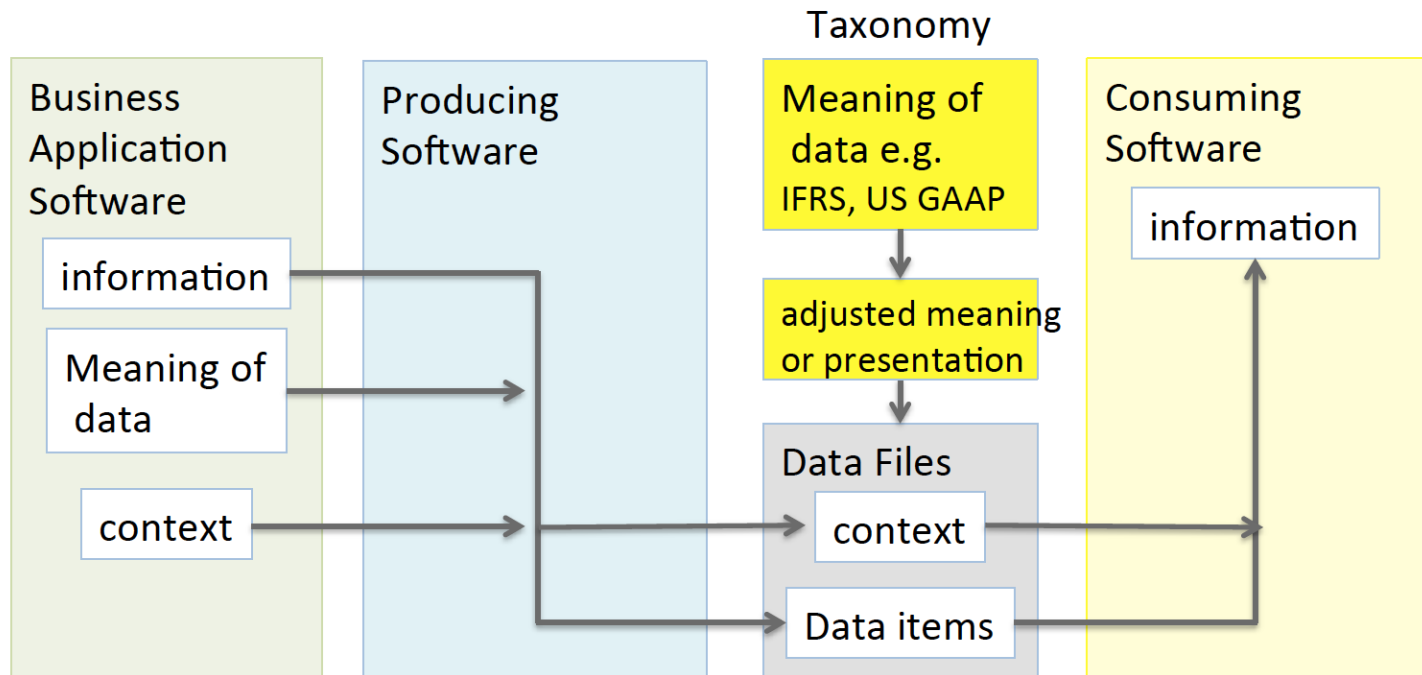 Taxonomy
Business
Application
Software
information
Meaning of
data
context
Producing
Software
Meaning of
data e.g.
IFRS, US GAAP
adjusted meaning
or presentation
Data Files
context
Data items
Consuming
Software
information